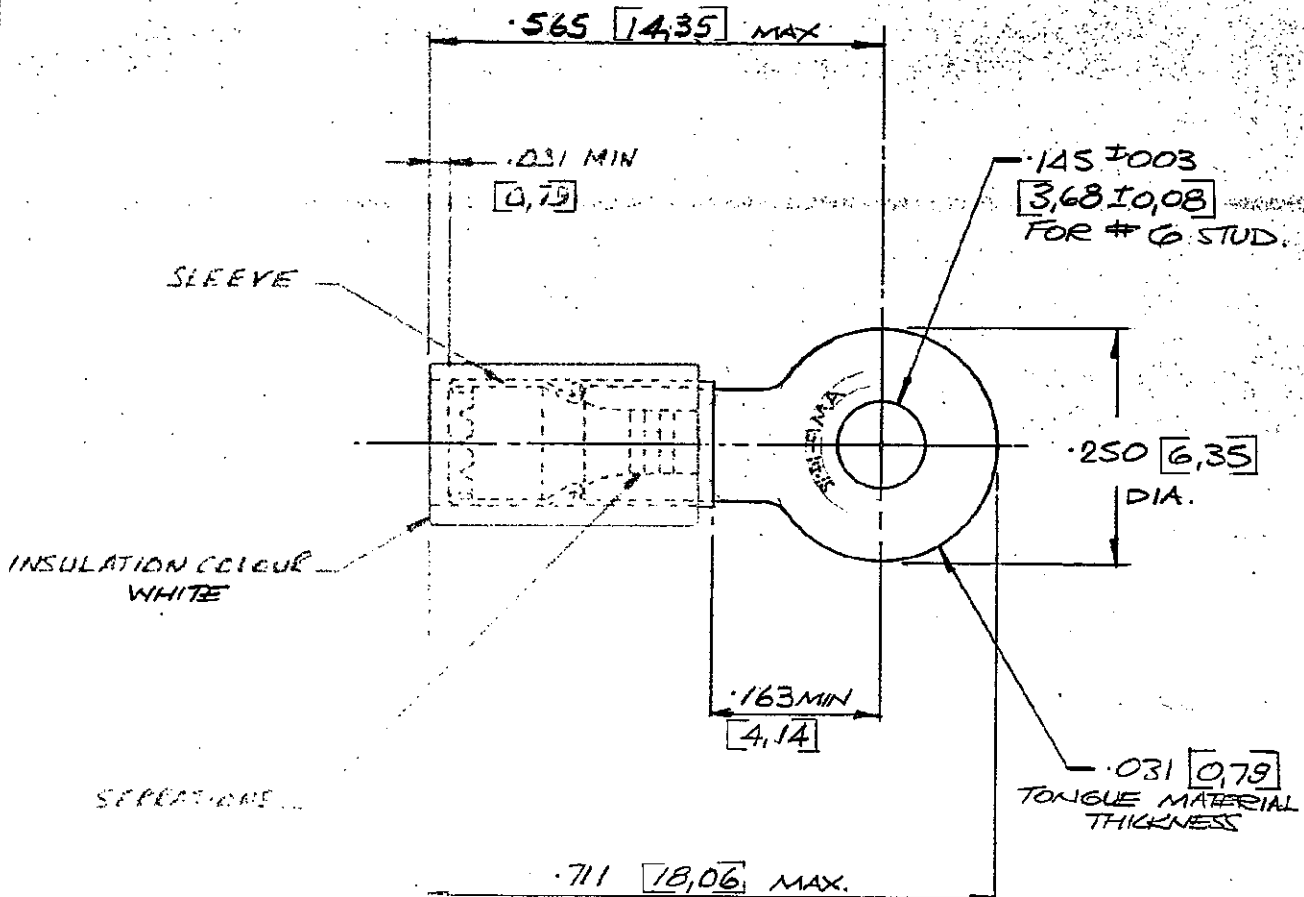 .565 [14,35] MAX
.031 MIN
[0,79]
.145 ±003
[3,68 ±0,08]
FOR # 6 STUD.
SLEEVE
.250 [6,35]
DIA.
INSULATION COLOUR
WHITE
.163 MIN
[4,14]
.031 [0,79]
TONGUE MATERIAL
THICKNESS
.711 [18,06] MAX.